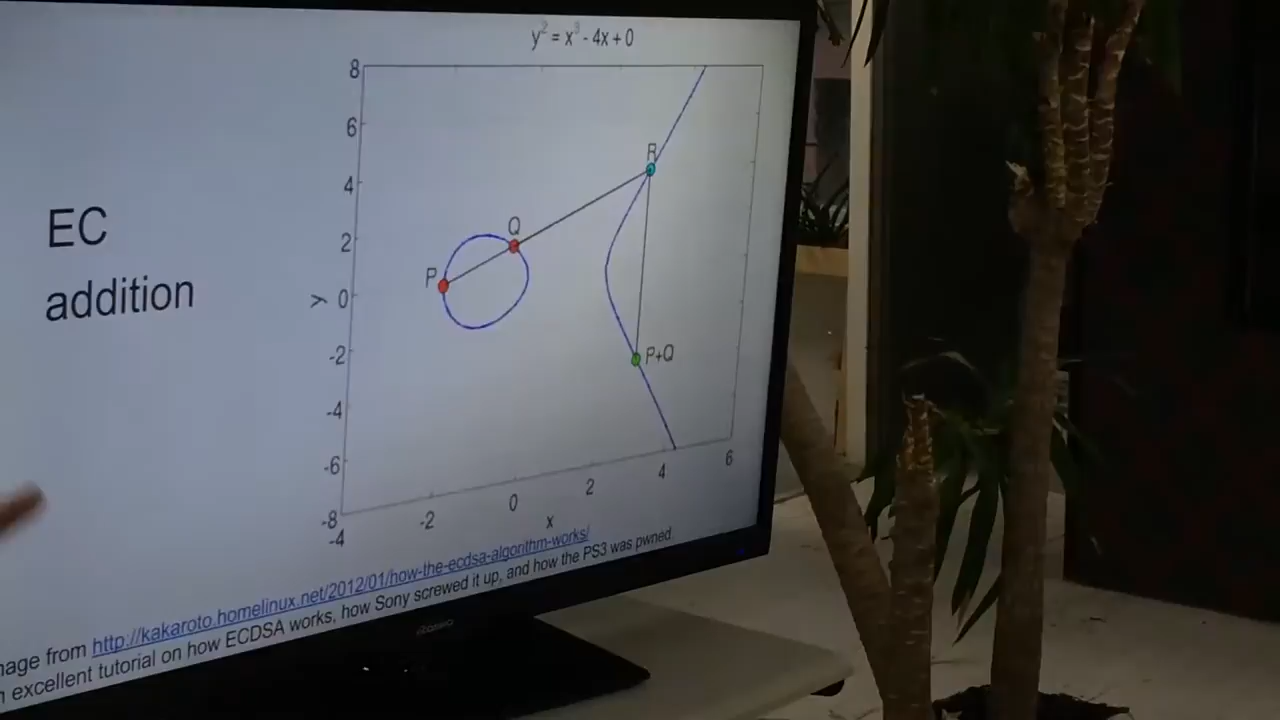 y² = x³ - 4x + 0
8
6
R
4
EC
Q
2
P
addition
y
0
-2
P+Q
-4
-6
-8
-4
-2
0
2
4
6
x
from http://kakaroto.homelinux.net/2012/01/how-the-ecdsa-algorithm-works/
excellent tutorial on how ECDSA works, how Sony screwed it up, and how the PS3 was pwned.